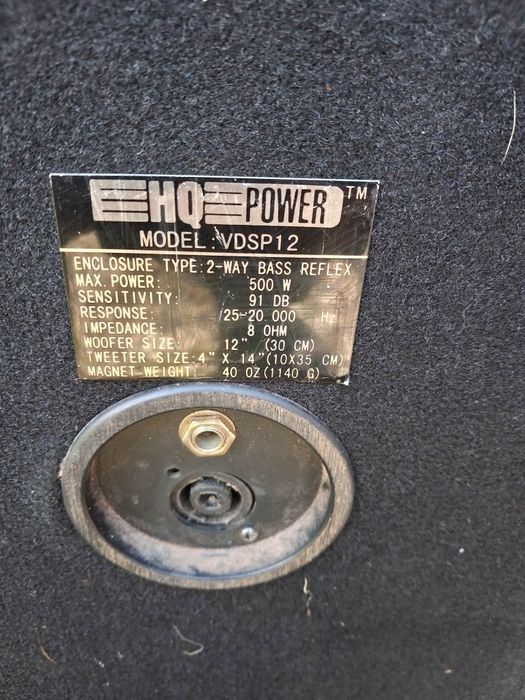 HQ POWER ™
MODEL: VDSP12
ENCLOSURE TYPE: 2-WAY BASS REFLEX
MAX. POWER: 500 W
SENSITIVITY: 91 DB
RESPONSE: 25-20.000 Hz
IMPEDANCE: 8 OHM
WOOFER SIZE: 12" (30 CM)
TWEETER SIZE: 4" X 14" (10X35 CM)
MAGNET WEIGHT: 40 OZ (1140 G)